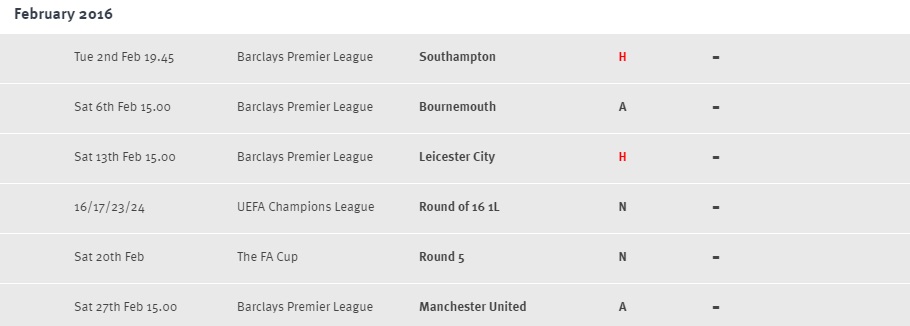 February 2016
Tue 2nd Feb 19.45 Barclays Premier League Southampton H -
Sat 6th Feb 15.00 Barclays Premier League Bournemouth A -
Sat 13th Feb 15.00 Barclays Premier League Leicester City H -
16/17/23/24 UEFA Champions League Round of 16 1L N -
Sat 20th Feb The FA Cup Round 5 N -
Sat 27th Feb 15.00 Barclays Premier League Manchester United A -